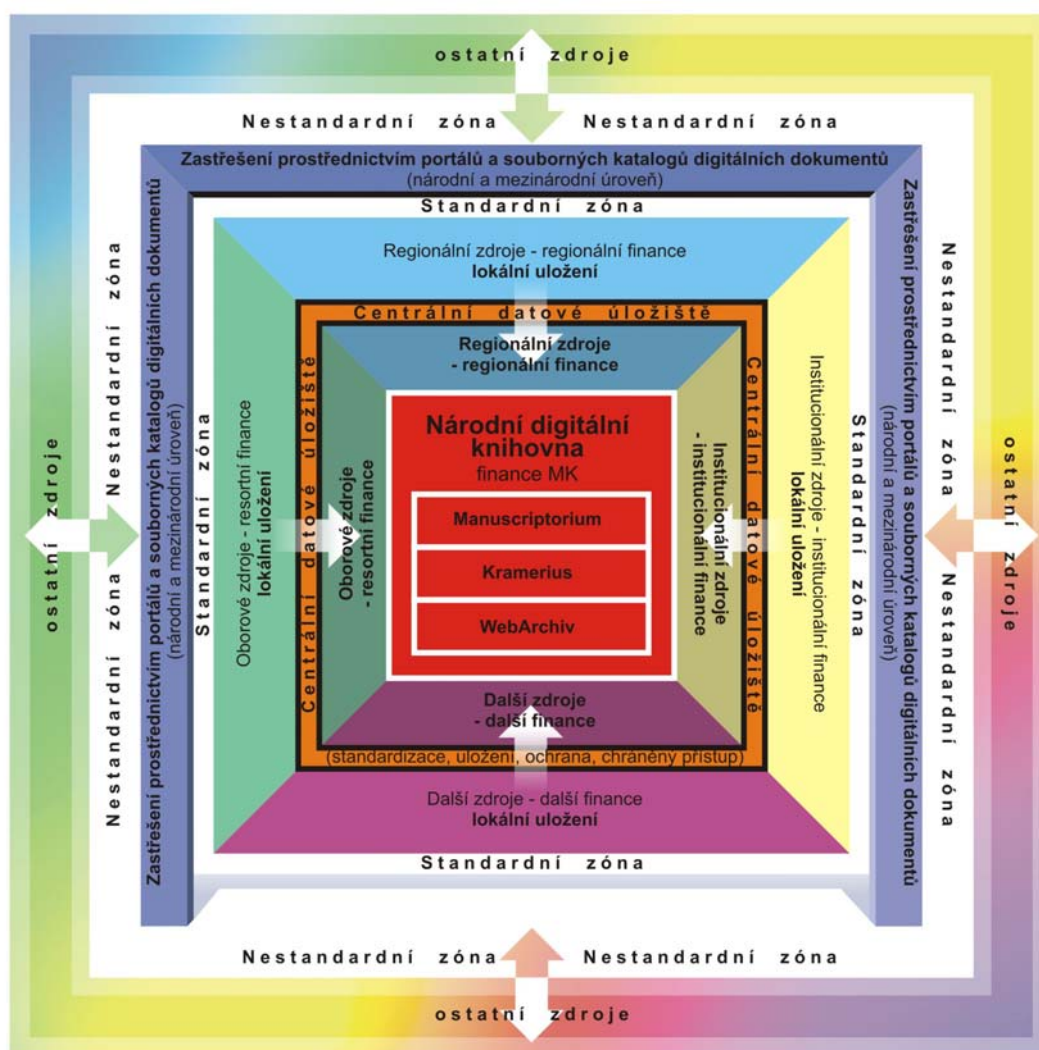 ostatní zdroje
Nestandardní zóna Nestandardní zóna
Zastřešení prostřednictvím portálů a souborných katalogů digitálních dokumentů
(národní a mezinárodní úroveň)
Standardní zóna
Regionální zdroje - regionální finance
lokální uložení
Centrální datové úložiště
Regionální zdroje
- regionální finance
ostatní zdroje
Nestandardní zóna Nestandardní zóna
Zastřešení prostřednictvím portálů a souborných katalogů digitálních dokumentů
(národní a mezinárodní úroveň)
Standardní zóna
Oborové zdroje - resortní finance
lokální uložení
Centrální datové úložiště
Oborové zdroje
- resortní finance
Národní digitální
knihovna
finance MK
Manuscriptorium
Kramerius
WebArchiv
Institucionální zdroje
- institucionální finance
Centrální datové úložiště
Institucionální zdroje - institucionální finance
lokální uložení
Standardní zóna
Zastřešení prostřednictvím portálů a souborných katalogů digitálních dokumentů
(národní a mezinárodní úroveň)
Nestandardní zóna Nestandardní zóna
ostatní zdroje
Další zdroje
- další finance
(standardizace, uložení, ochrana, chráněný přístup)
Další zdroje - další finance
lokální uložení
Standardní zóna
Nestandardní zóna Nestandardní zóna
ostatní zdroje